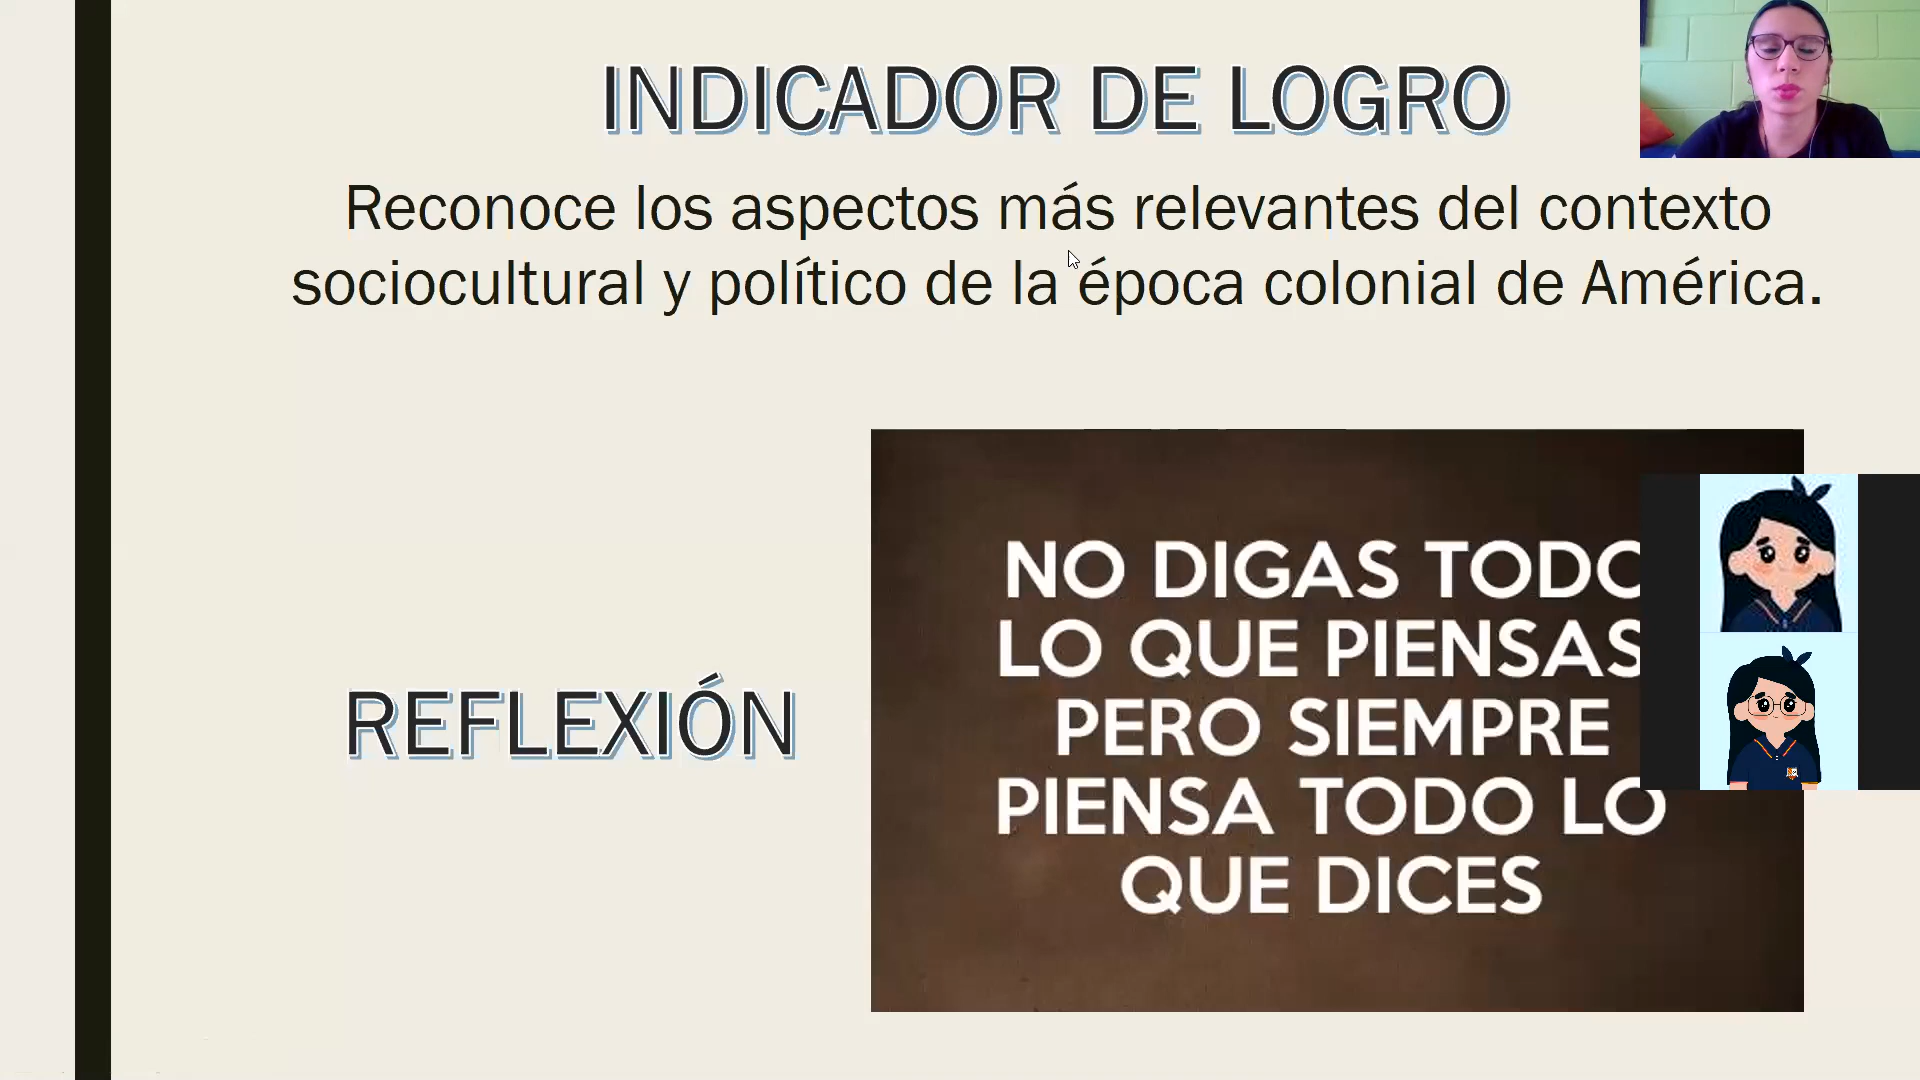 INDICADOR DE LOGRO
Reconoce los aspectos más relevantes del contexto
sociocultural y político de la época colonial de América.
REFLEXIÓN
NO DIGAS TODO
LO QUE PIENSAS
PERO SIEMPRE
PIENSA TODO LO
QUE DICES